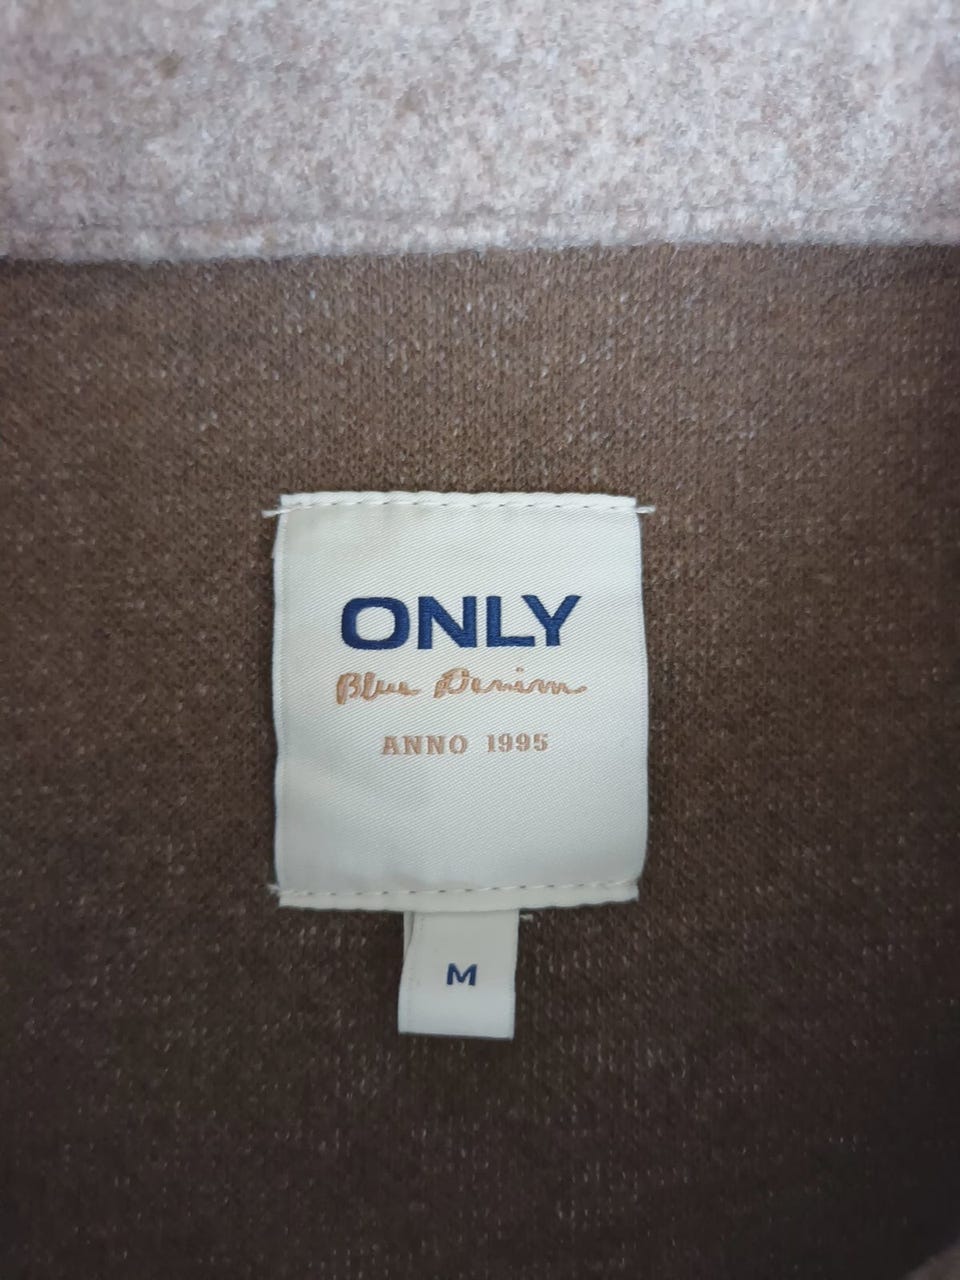 ONLY
Blue Denim
ANNO 1995
M